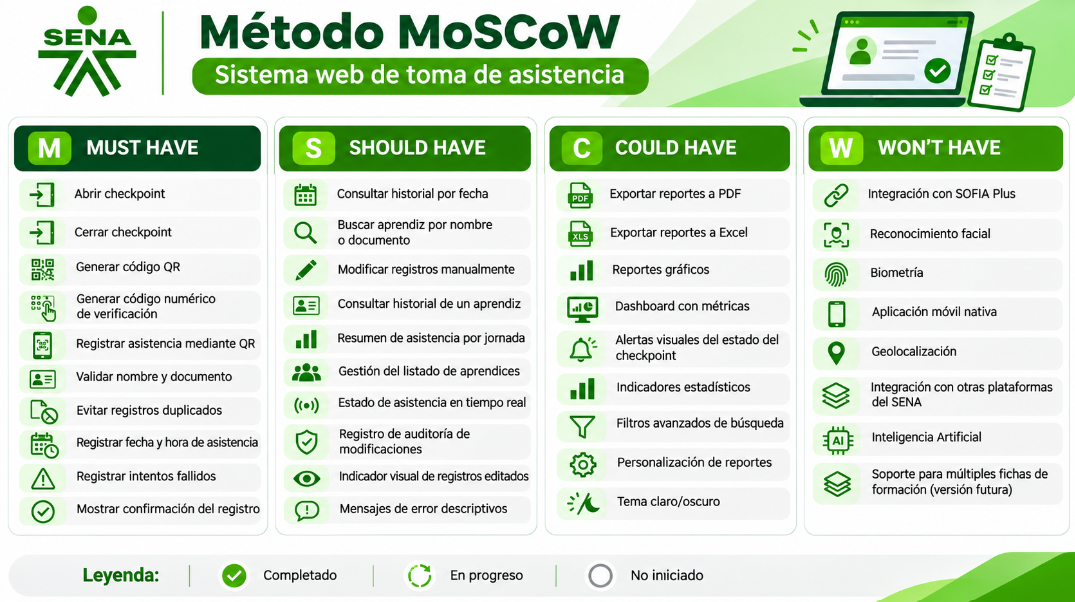 SENA
Método MoSCoW
Sistema web de toma de asistencia
M MUST HAVE
Abrir checkpoint
Cerrar checkpoint
Generar código QR
Generar código numérico
de verificación
Registrar asistencia mediante QR
Validar nombre y documento
Evitar registros duplicados
Registrar fecha y hora de asistencia
Registrar intentos fallidos
Mostrar confirmación del registro
S SHOULD HAVE
Consultar historial por fecha
Buscar aprendiz por nombre
o documento
Modificar registros manualmente
Consultar historial de un aprendiz
Resumen de asistencia por jornada
Gestión del listado de aprendices
Estado de asistencia en tiempo real
Registro de auditoría de
modificaciones
Indicador visual de registros editados
Mensajes de error descriptivos
C COULD HAVE
PDF
Exportar reportes a PDF
XLS
Exportar reportes a Excel
Reportes gráficos
Dashboard con métricas
Alertas visuales del estado del
checkpoint
Indicadores estadísticos
Filtros avanzados de búsqueda
Personalización de reportes
Tema claro/oscuro
W WON'T HAVE
Integración con SOFIA Plus
Reconocimiento facial
Biometría
Aplicación móvil nativa
Geolocalización
Integración con otras plataformas
del SENA
AI
Inteligencia Artificial
Soporte para múltiples fichas de
formación (versión futura)
Leyenda:
Completado
En progreso
No iniciado